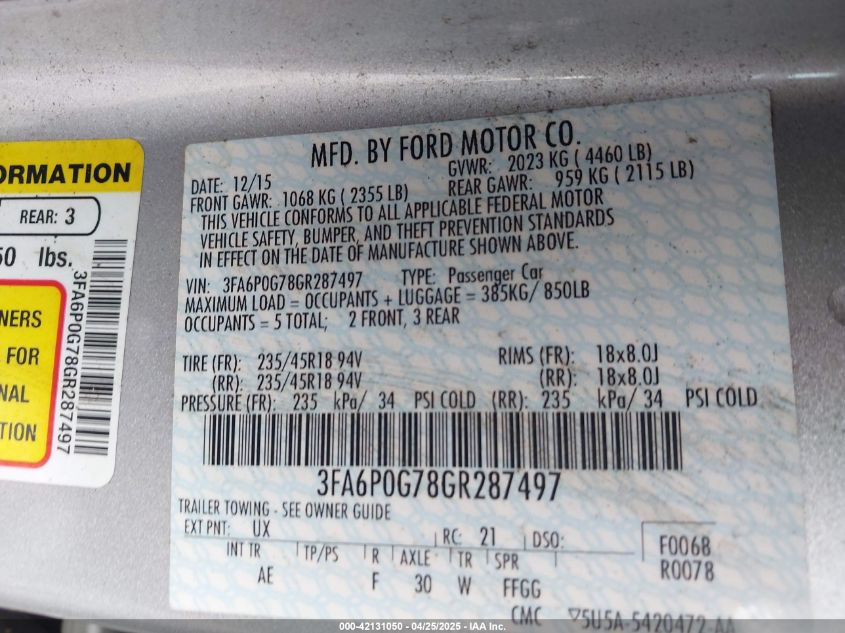 ORMATION
REAR: 3
50 lbs.
NERS
FOR
NAL
TION
3FA6P0G78GR287497
MFD. BY FORD MOTOR CO.
DATE: 12/15 GVWR: 2023 KG ( 4460 LB)
FRONT GAWR: 1068 KG ( 2355 LB) REAR GAWR: 959 KG ( 2115 LB)
THIS VEHICLE CONFORMS TO ALL APPLICABLE FEDERAL MOTOR
VEHICLE SAFETY, BUMPER, AND THEFT PREVENTION STANDARDS
IN EFFECT ON THE DATE OF MANUFACTURE SHOWN ABOVE.
VIN: 3FA6P0G78GR287497 TYPE: Passenger Car
MAXIMUM LOAD = OCCUPANTS + LUGGAGE = 385KG/ 850LB
OCCUPANTS = 5 TOTAL; 2 FRONT, 3 REAR
TIRE (FR): 235/45R18 94V RIMS (FR): 18x8.0J
(RR): 235/45R18 94V (RR): 18x8.0J
PRESSURE (FR): 235 kPa/ 34 PSI COLD (RR): 235 kPa/ 34 PSI COLD
3FA6P0G78GR287497
TRAILER TOWING - SEE OWNER GUIDE
EXT PNT: UX RC: 21 DSO: F0068
INT TR TP/PS R AXLE TR SPR R0078
AE F 30 W FFGG
CMC ▽5U5A-5420472-AA
000-42131050 - 04/25/2025 - IAA Inc.